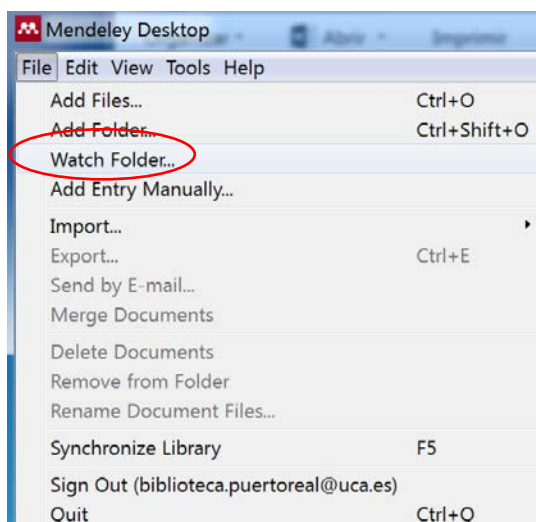 Mendeley Desktop
Abrir Imprimir
File Edit View Tools Help
Add Files... Ctrl+O
Add Folder... Ctrl+Shift+O
Watch Folder...
Add Entry Manually...
Import...
Export... Ctrl+E
Send by E-mail...
Merge Documents
Delete Documents
Remove from Folder
Rename Document Files...
Synchronize Library F5
Sign Out (biblioteca.puertoreal@uca.es)
Quit Ctrl+Q